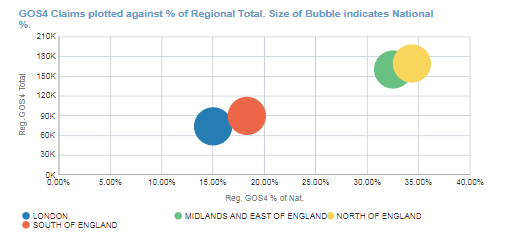 GOS4 Claims plotted against % of Regional Total. Size of Bubble indicates National
%.
210K
180K
150K
120K
90K
60K
30K
0K
Reg. GOS4 Total
0.00% 5.00% 10.00% 15.00% 20.00% 25.00% 30.00% 35.00% 40.00%
Reg. GOS4 % of Nat.
LONDON MIDLANDS AND EAST OF ENGLAND NORTH OF ENGLAND
SOUTH OF ENGLAND